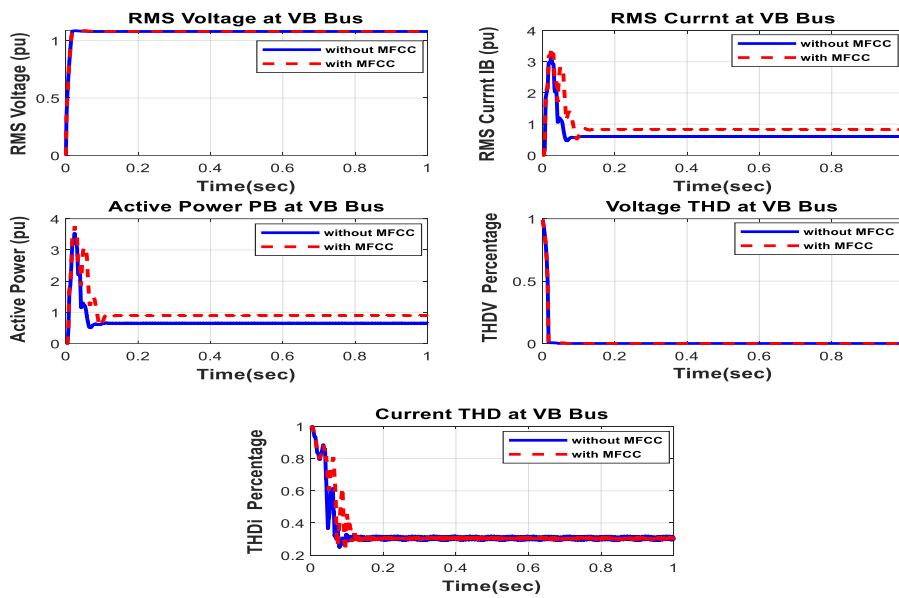 RMS Voltage at VB Bus
RMS Voltage (pu)
1
0.5
0
without MFCC
with MFCC
0 0.2 0.4 0.6 0.8 1
Time(sec)
RMS Currnt at VB Bus
RMS Currnt IB (pu)
4
3
2
1
0
without MFCC
with MFCC
0 0.2 0.4 0.6 0.8
Time(sec)
Active Power PB at VB Bus
Active Power (pu)
4
3
2
1
0
without MFCC
with MFCC
0 0.2 0.4 0.6 0.8 1
Time(sec)
Voltage THD at VB Bus
THDV Percentage
1
0.5
0
without MFCC
with MFCC
0 0.2 0.4 0.6 0.8
Time(sec)
Current THD at VB Bus
THDi Percentage
1
0.8
0.6
0.4
0.2
without MFCC
with MFCC
0 0.2 0.4 0.6 0.8 1
Time(sec)